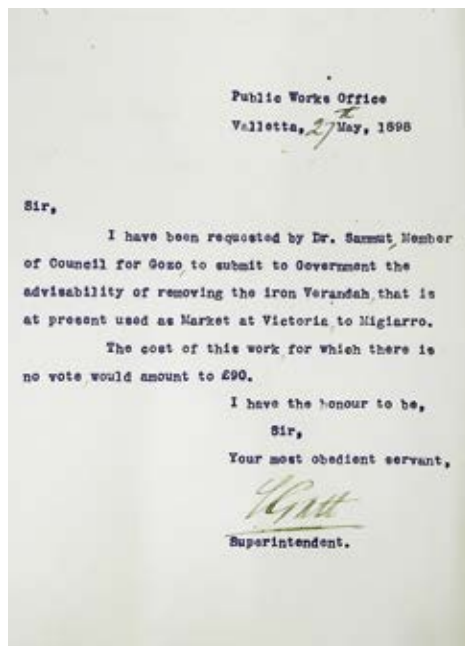 Public Works Office
Valletta, 27th May, 1898
Sir,
I have been requested by Dr. Sammut, Member
of Council for Gozo, to submit to Government the
advisability of removing the iron Verandah, that is
at present used as Market at Victoria, to Migiarro.
The cost of this work, for which there is
no vote, would amount to £90.
I have the honour to be,
Sir,
Your most obedient servant,
Gatt
Superintendent.